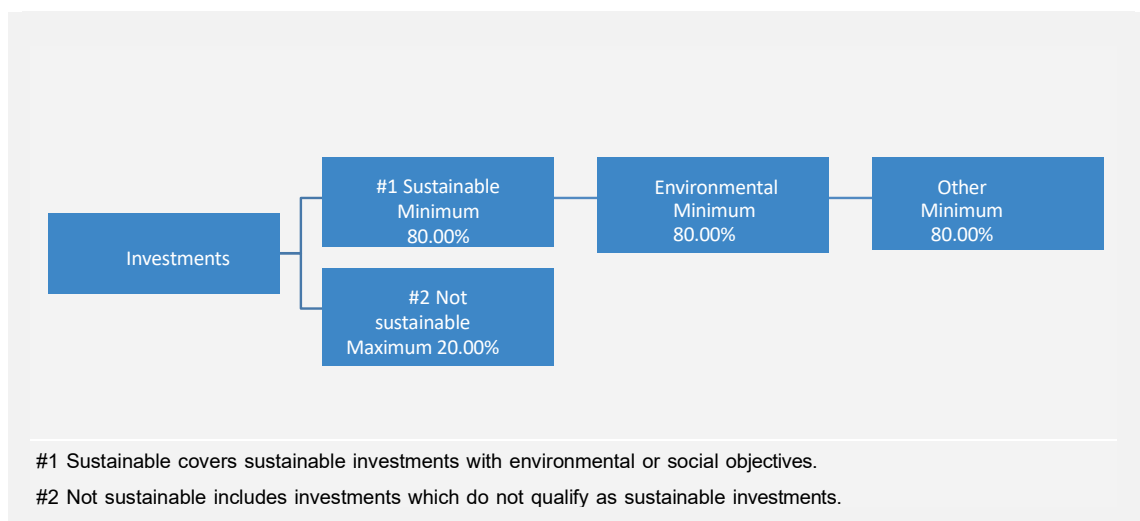 Investments
#1 Sustainable
Minimum
80.00%
#2 Not
sustainable
Maximum 20.00%
Environmental
Minimum
80.00%
Other
Minimum
80.00%
#1 Sustainable covers sustainable investments with environmental or social objectives.
#2 Not sustainable includes investments which do not qualify as sustainable investments.